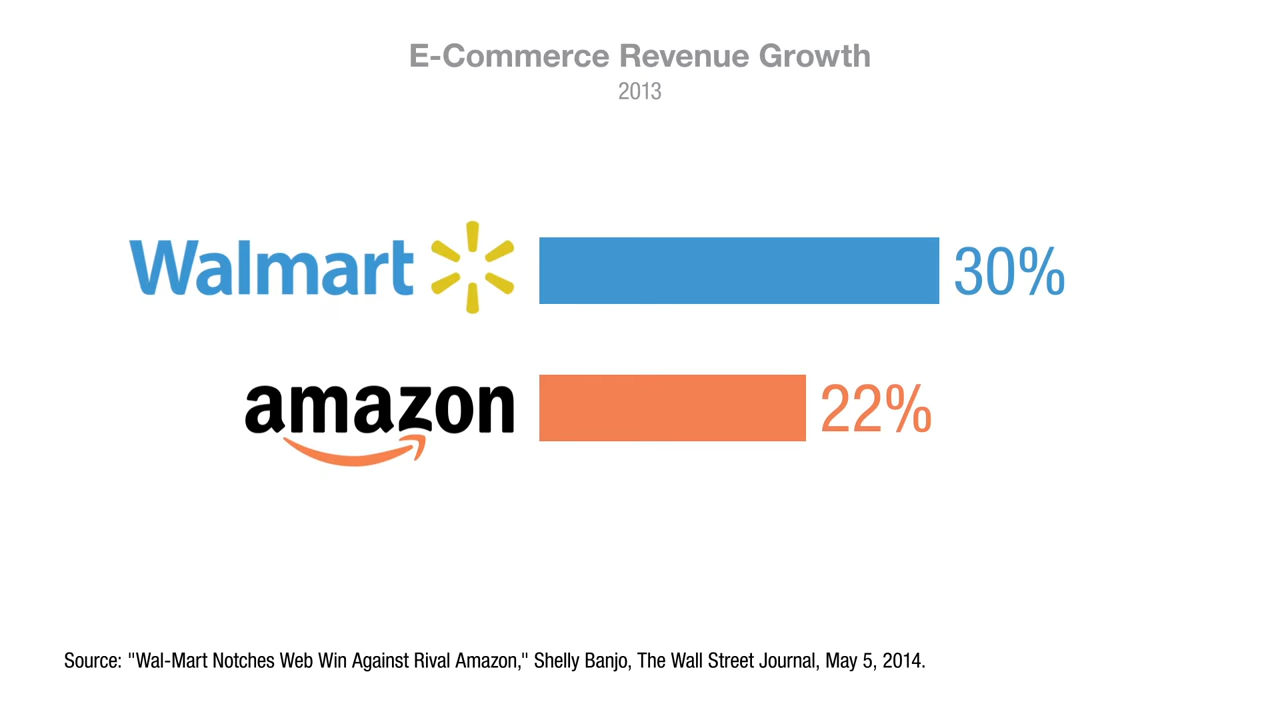 E-Commerce Revenue Growth
2013
Walmart
30%
amazon
22%
Source: "Wal-Mart Notches Web Win Against Rival Amazon," Shelly Banjo, The Wall Street Journal, May 5, 2014.